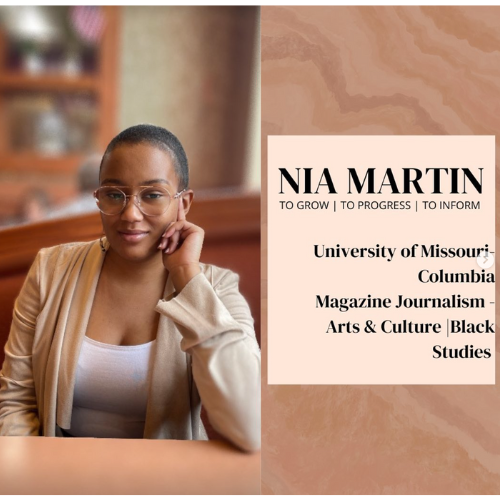 NIA MARTIN
TO GROW | TO PROGRESS | TO INFORM
University of Missouri-
Columbia
Magazine Journalism -
Arts & Culture |Black
Studies